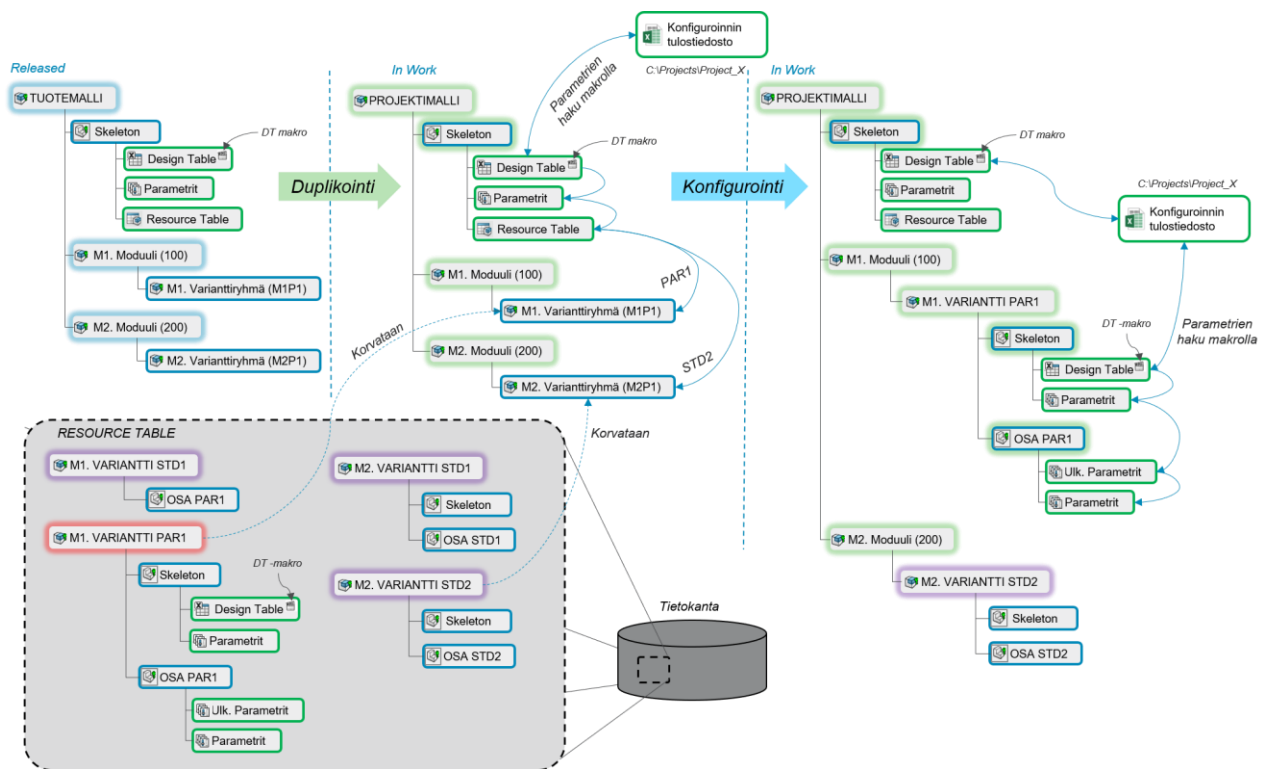 Released
TUOTEMALLI
Skeleton
DT makro
Design Table
Parametrit
Resource Table
M1. Moduuli (100)
M1. Varianttiryhmä (M1P1)
M2. Moduuli (200)
M2. Varianttiryhmä (M2P1)
Duplikointi
In Work
PROJEKTIMALLI
Skeleton
DT makro
Design Table
Parametrit
Resource Table
M1. Moduuli (100)
M1. Varianttiryhmä (M1P1)
M2. Moduuli (200)
M2. Varianttiryhmä (M2P1)
PAR1
STD2
Korvataan
Korvataan
Konfiguroinnin
tulostiedosto
C:\Projects\Project_X
Parametrien
haku makrolla
Konfigurointi
In Work
PROJEKTIMALLI
Skeleton
DT makro
Design Table
Parametrit
Resource Table
C:\Projects\Project_X
Konfiguroinnin
tulostiedosto
M1. Moduuli (100)
M1. VARIANTTI PAR1
Skeleton
DT -makro
Parametrien
haku makrolla
Design Table
Parametrit
OSA PAR1
Ulk. Parametrit
Parametrit
M2. Moduuli (200)
M2. VARIANTTI STD2
Skeleton
OSA STD2
RESOURCE TABLE
M1. VARIANTTI STD1
OSA PAR1
M1. VARIANTTI PAR1
Skeleton
DT -makro
Design Table
Parametrit
OSA PAR1
Ulk. Parametrit
Parametrit
M2. VARIANTTI STD1
Skeleton
OSA STD1
M2. VARIANTTI STD2
Skeleton
OSA STD2
Tietokanta